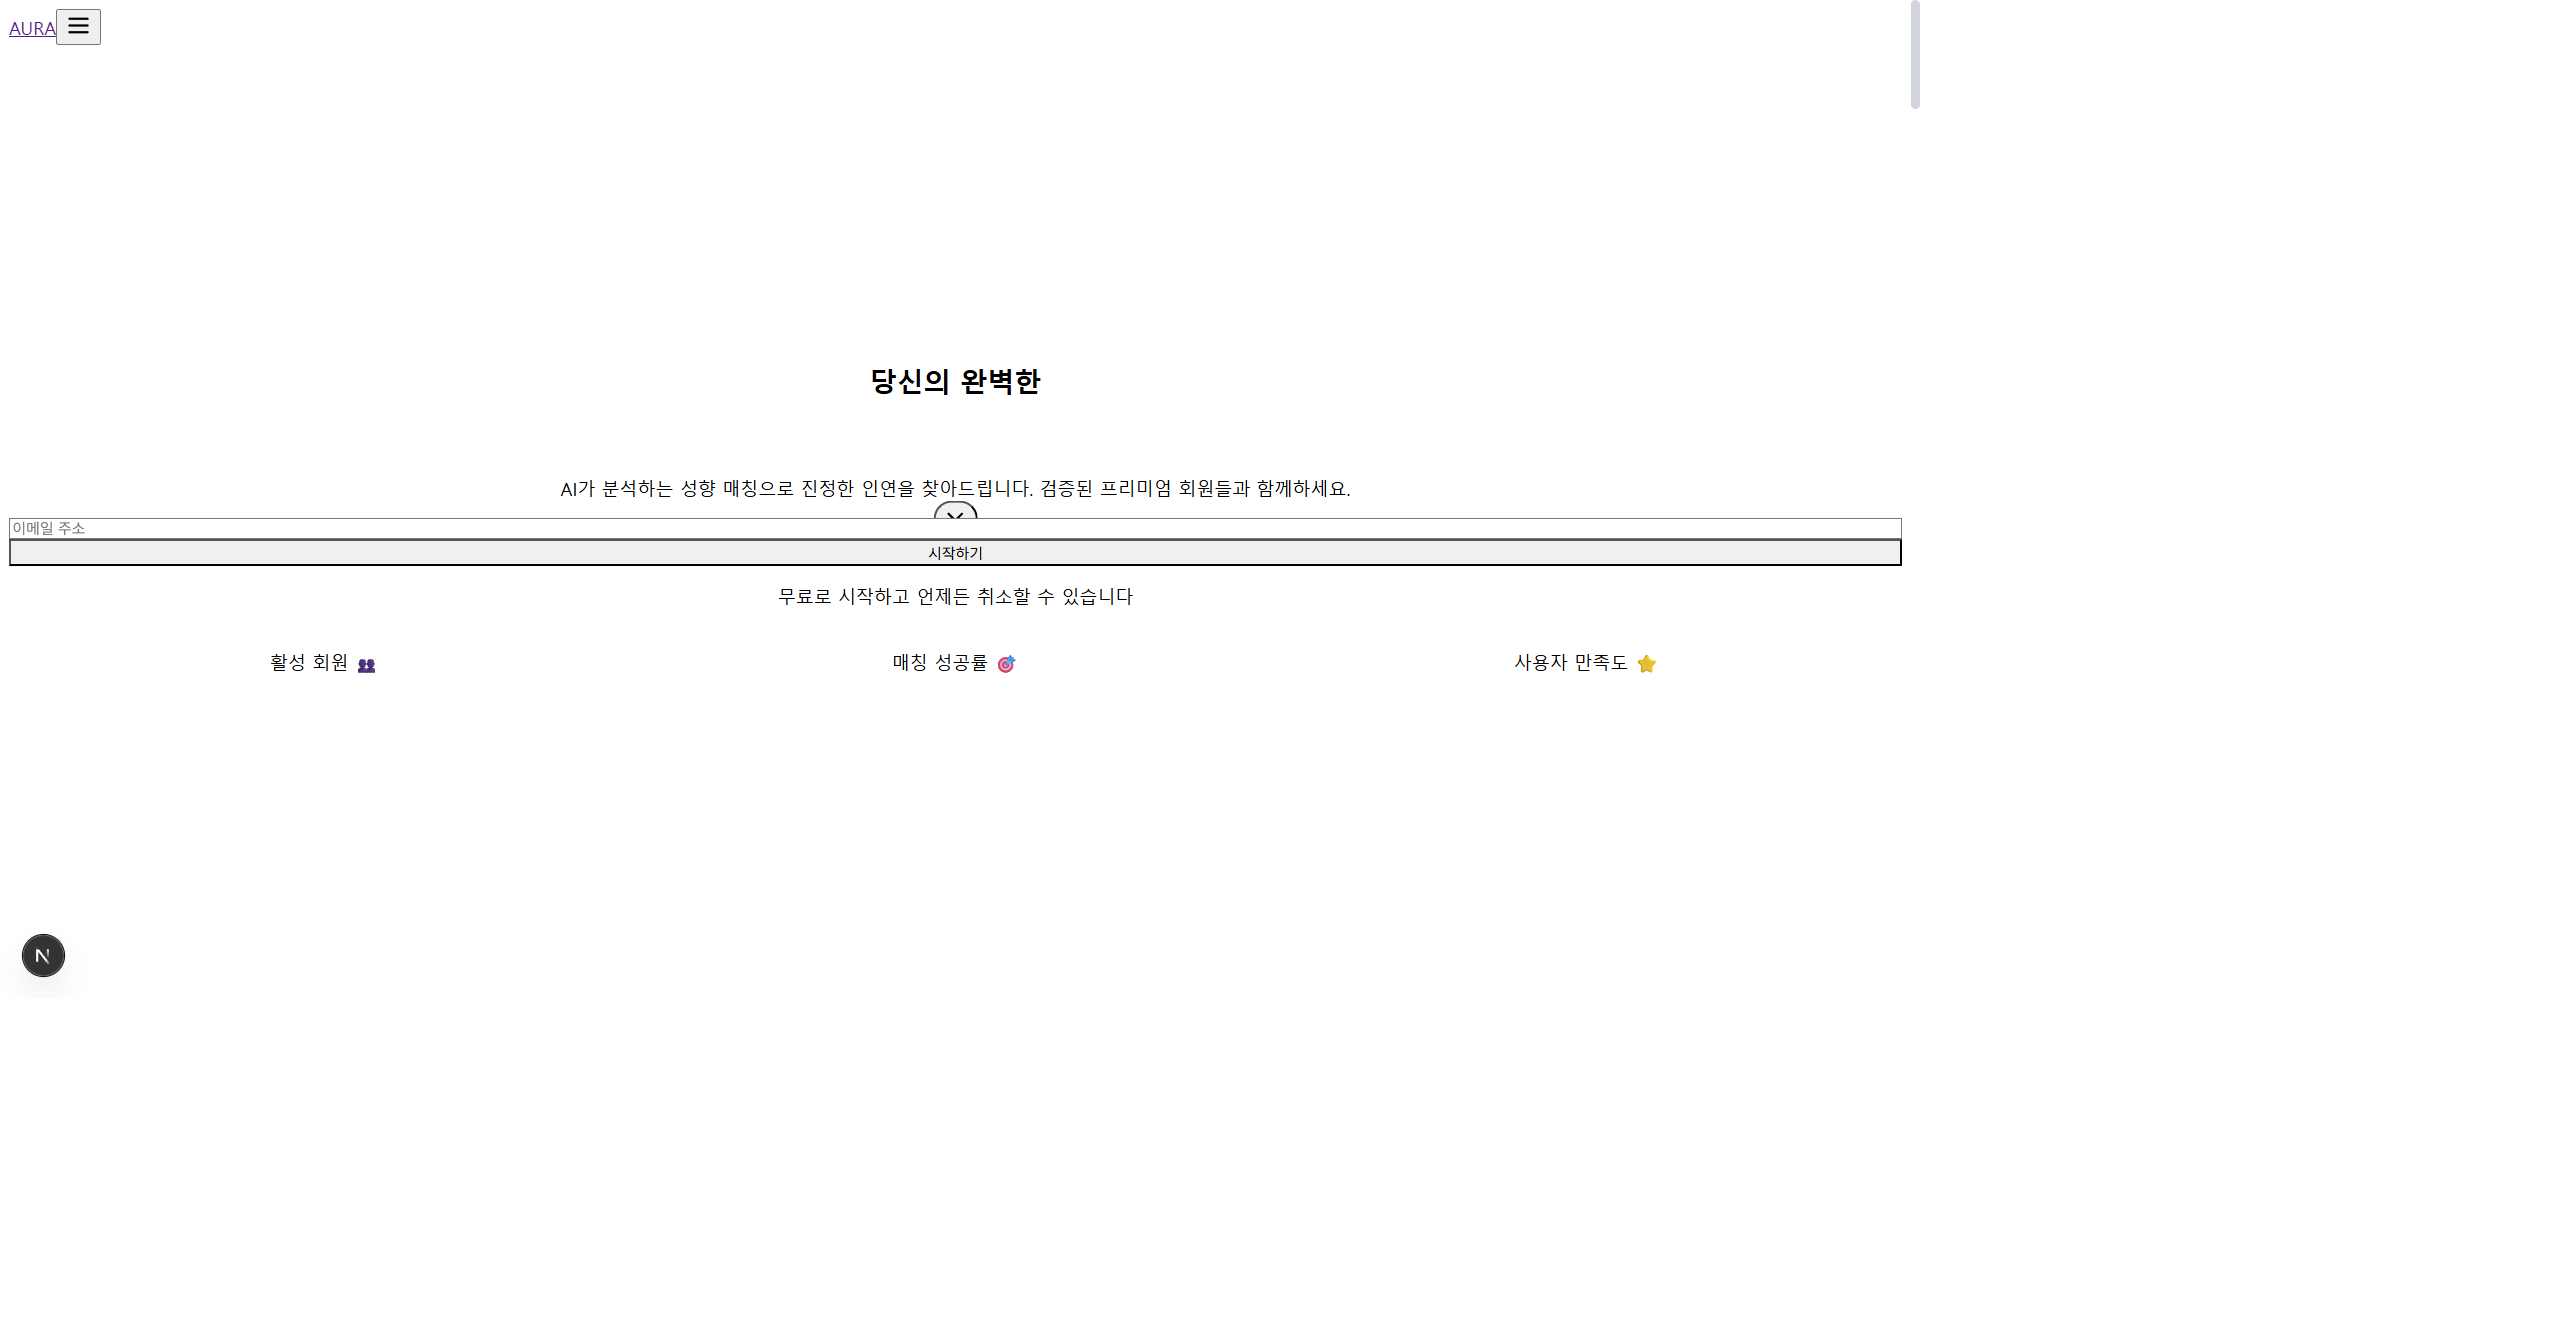 AURA
당신의 완벽한
AI가 분석하는 성향 매칭으로 진정한 인연을 찾아드립니다. 검증된 프리미엄 회원들과 함께하세요.
이메일 주소
시작하기
무료로 시작하고 언제든 취소할 수 있습니다
활성 회원 👥
매칭 성공률 🎯
사용자 만족도 ⭐
N